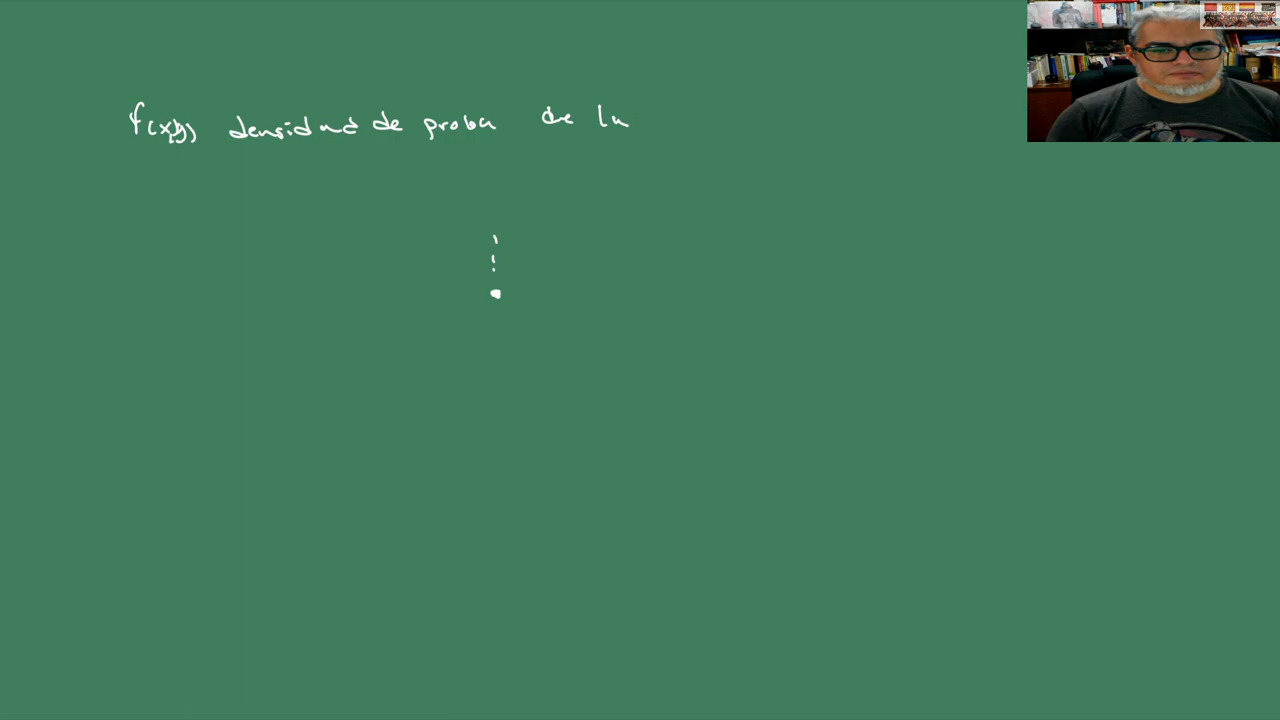 f(x,y) densidad de proba de la